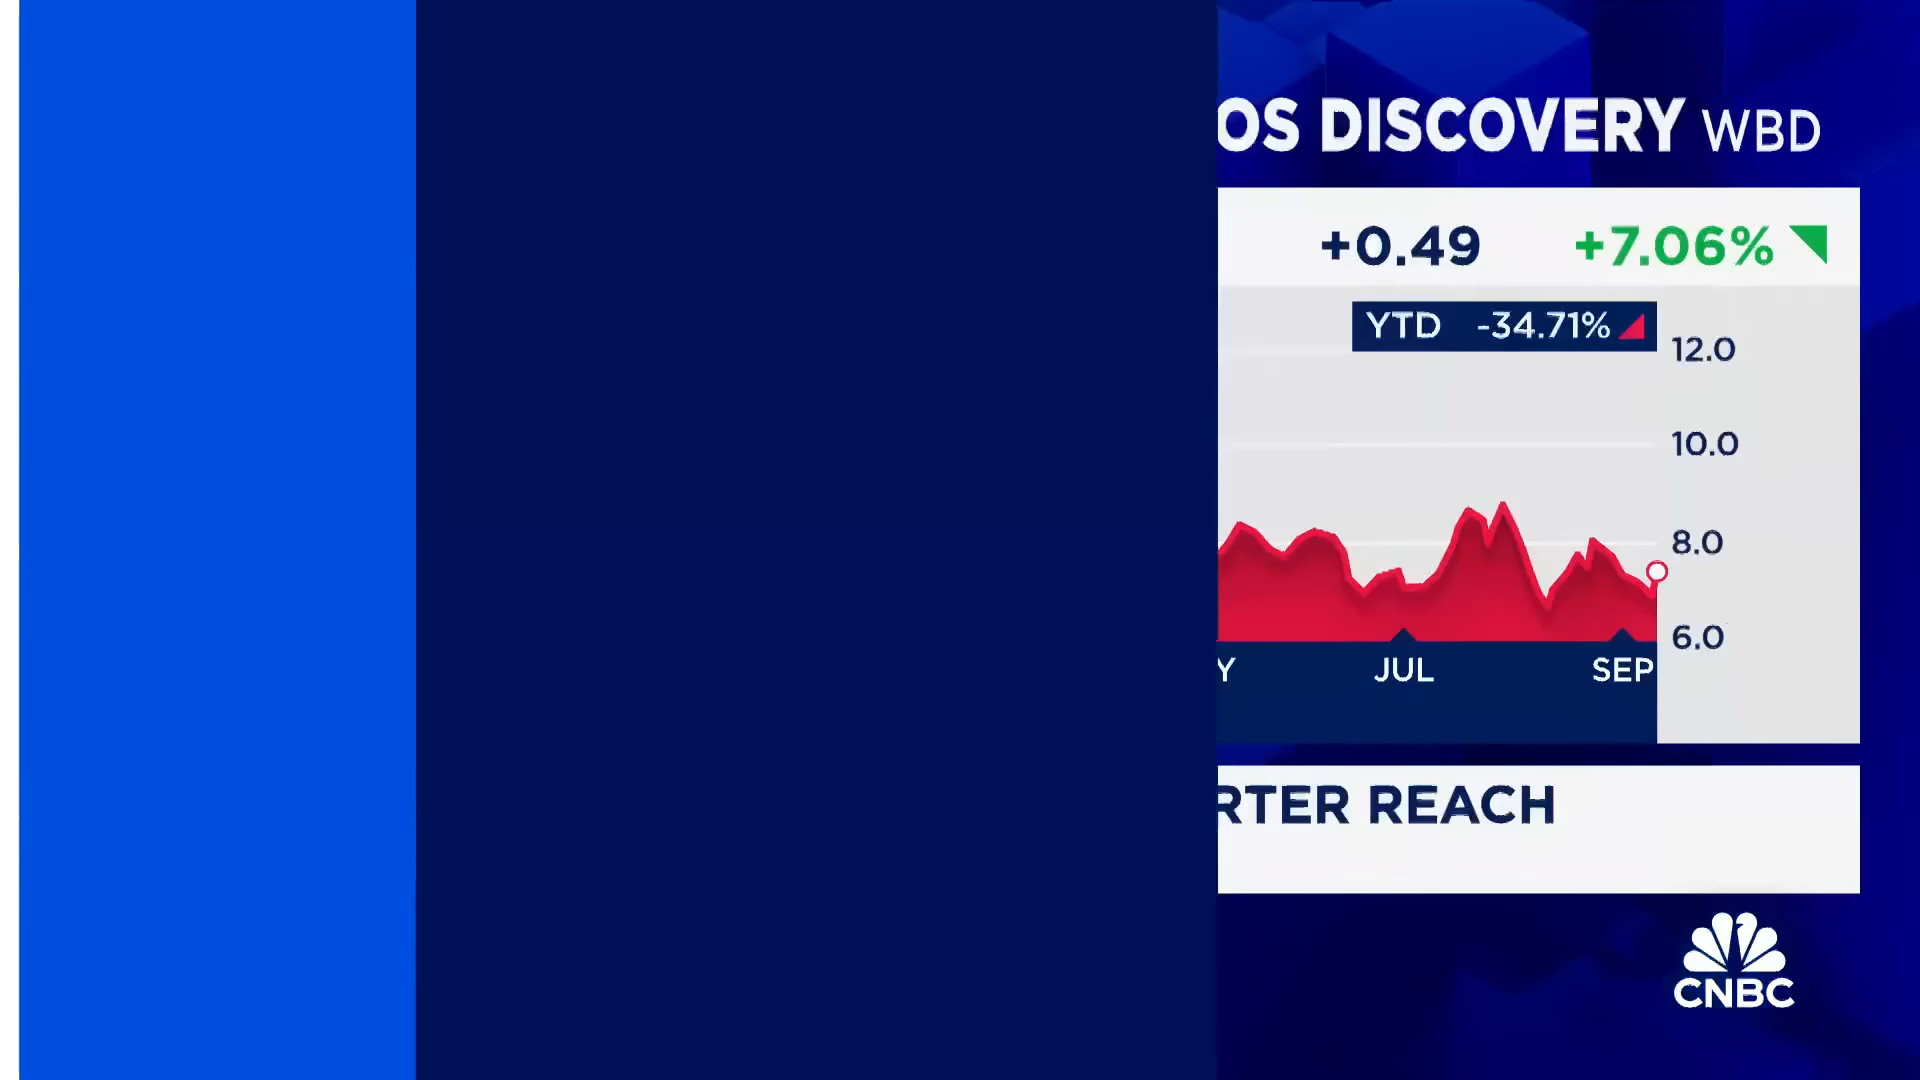 OS DISCOVERY WBD
+0.49 +7.06%
YTD -34.71%
12.0
10.0
8.0
6.0
Y JUL SEP
RTER REACH
CNBC